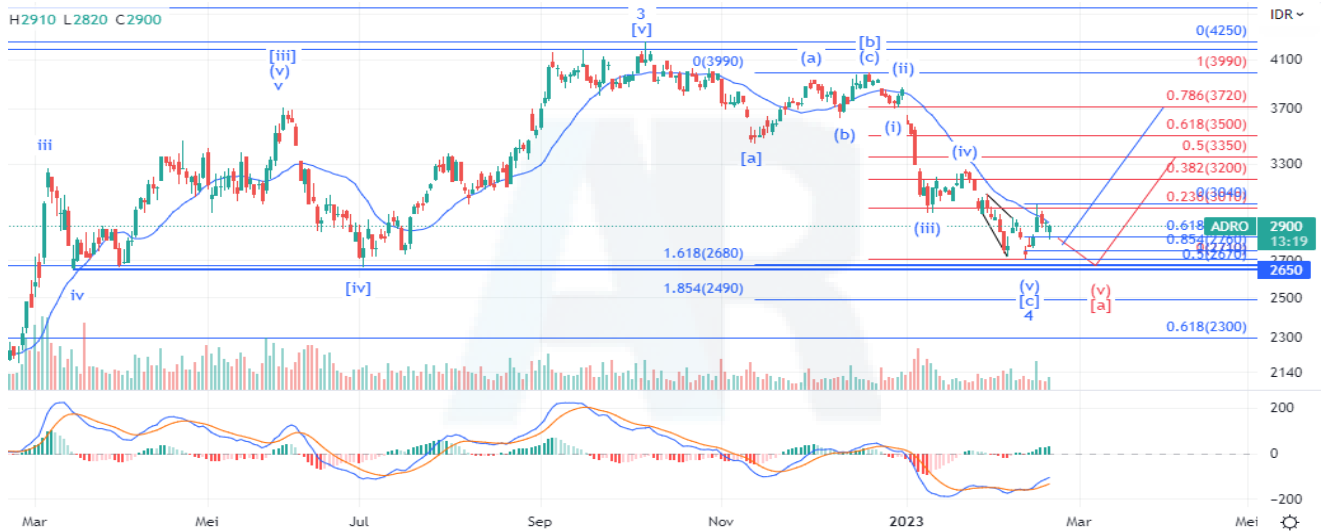 H2910 L2820 C2900
IDR
3
[v]
0(4250)
[iii]
(v)
v
0(3990)
(a)
[b]
(c)
(ii)
1(3990)
4100
0.786(3720)
3700
iii
[a]
(b)
(i)
(iv)
0.618(3500)
0.5(3350)
3300
0.382(3200)
0(3040)
0.236(3010)
(iii)
0.618
ADRO
2900
13:19
0.854(2760)
2700
0.5(2670)
1.618(2680)
2650
iv
[iv]
1.854(2490)
(v)
[c]
4
(v)
[a]
2500
0.618(2300)
2300
2140
200
0
−200
Mar
Mei
Jul
Sep
Nov
2023
Mar
Mei
AR